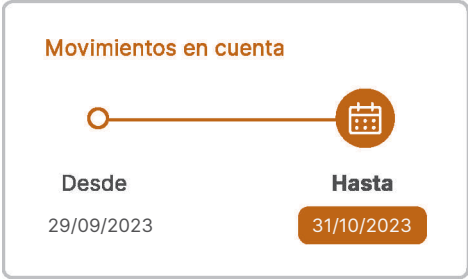 Movimientos en cuenta
Desde
Hasta
29/09/2023
31/10/2023